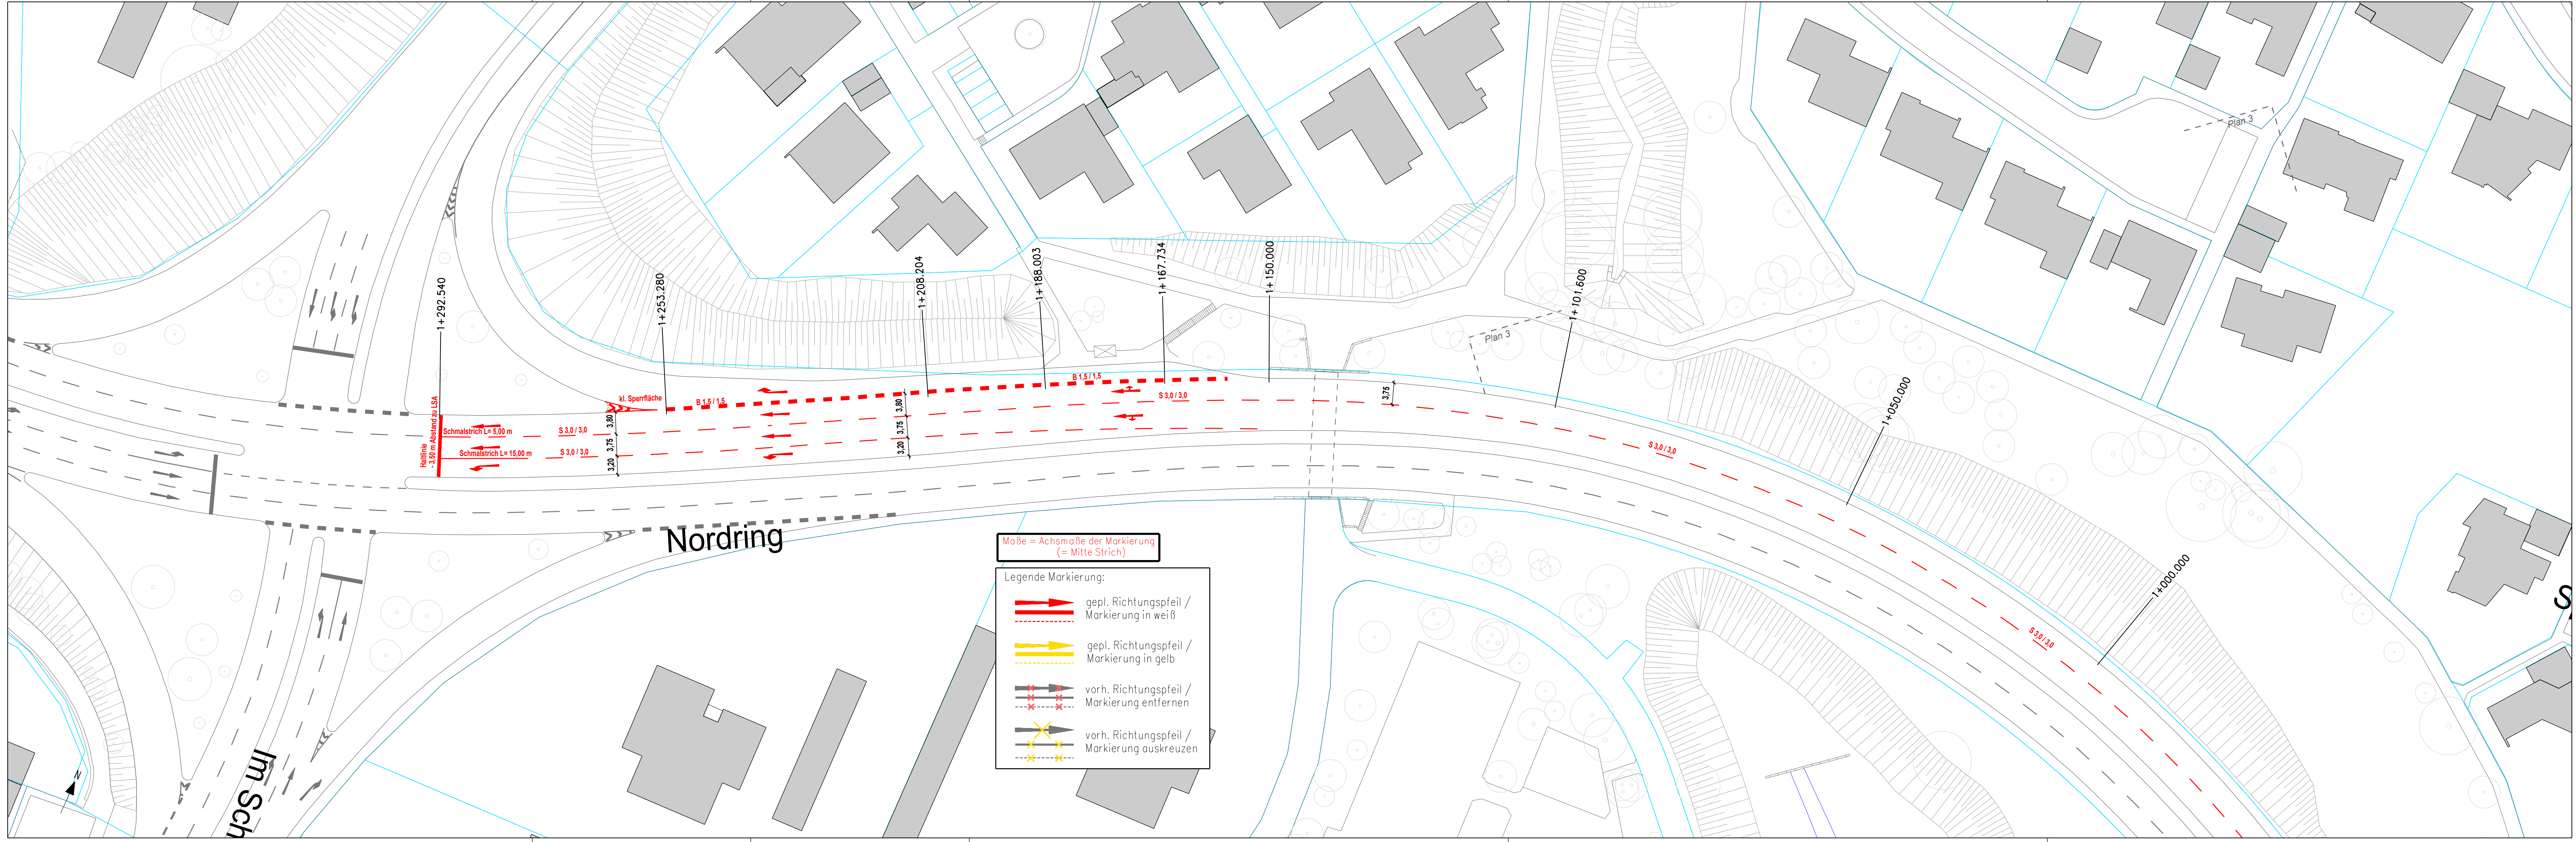 Plan 3
1+292.540
1+253.280
1+208.204
1+188.003
1+167.734
1+150.000
1+101.600
Plan 3
1+050.000
1+000.000
kl. Sperrfläche
B 1,5 / 1,5
B 1,5 / 1,5
S 3,0 / 3,0
3,75
Haltlinie
- 3.50 m Abstand zu LSA
Schmalstrich L= 5,00 m
S 3,0 / 3,0
Schmalstrich L= 15,00 m
S 3,0 / 3,0
3,80
3,75
3,20
3,80
3,75
3,20
S 3,0 / 3,0
S 3,0 / 3,0
Nordring
Im Sch
N
S
Maße = Achsmaße der Markierung
(= Mitte Strich)
Legende Markierung:
gepl. Richtungspfeil /
Markierung in weiß
gepl. Richtungspfeil /
Markierung in gelb
vorh. Richtungspfeil /
Markierung entfernen
vorh. Richtungspfeil /
Markierung auskreuzen